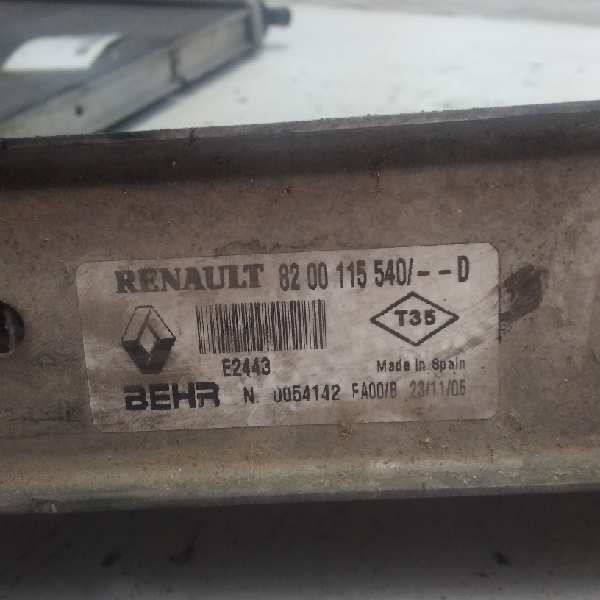 RENAULT 82 00 115 540/--D
T35
E2443
Made in Spain
BEHR N. 0054142 FA00/B 23/11/05